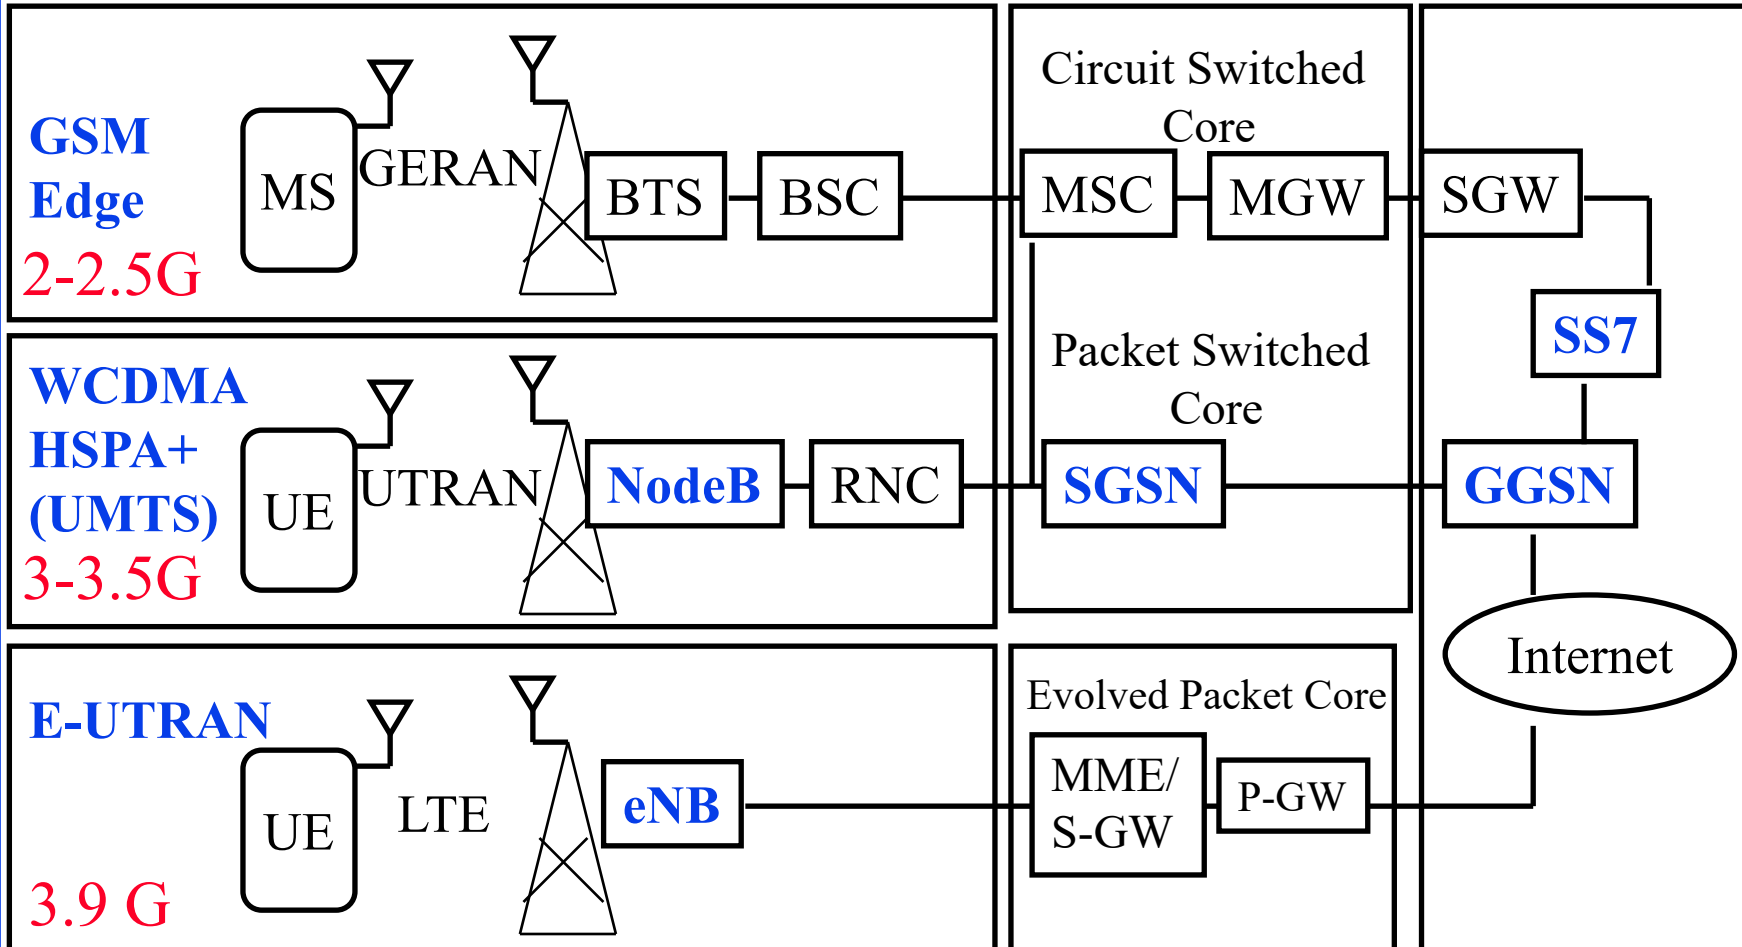 GSM
Edge
2-2.5G
MS
GERAN
BTS
BSC
Circuit Switched
Core
MSC
MGW
SGW
SS7
WCDMA
HSPA+
(UMTS)
3-3.5G
UE
UTRAN
NodeB
RNC
Packet Switched
Core
SGSN
GGSN
Internet
E-UTRAN
3.9 G
UE
LTE
eNB
Evolved Packet Core
MME/
S-GW
P-GW